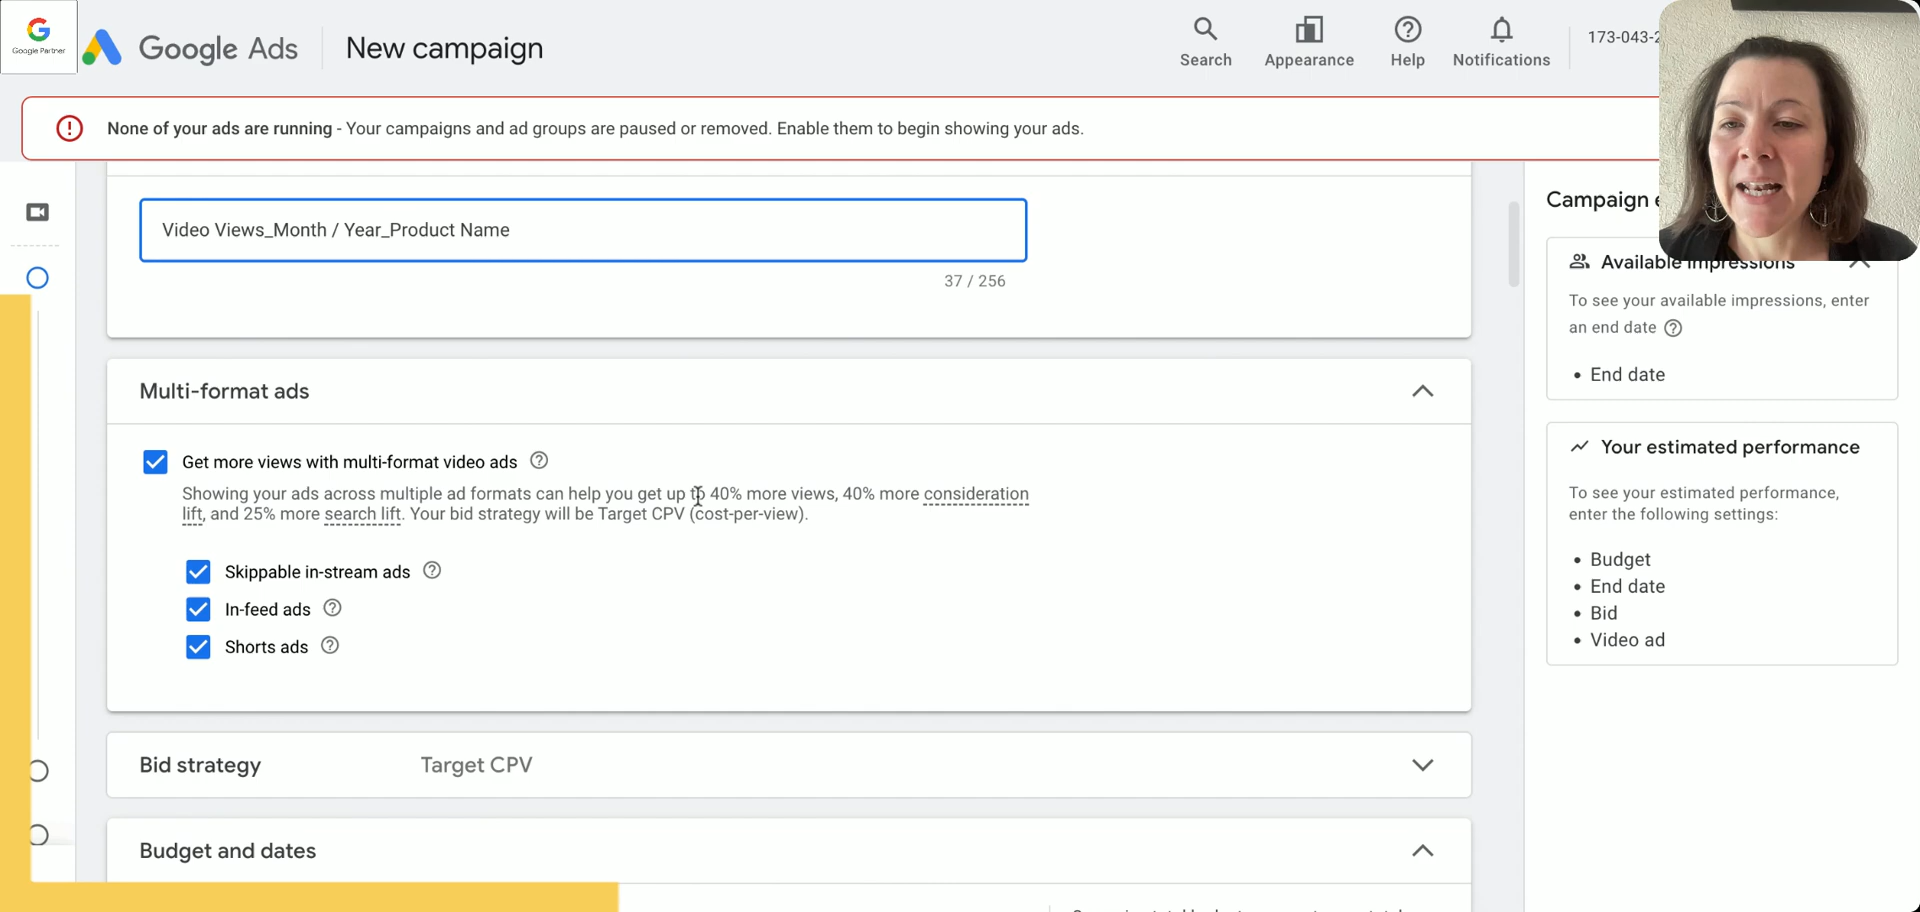 Google Partner
Google Ads
New campaign
Search
Appearance
Help
Notifications
173-043-2
None of your ads are running - Your campaigns and ad groups are paused or removed. Enable them to begin showing your ads.
Video Views_Month / Year_Product Name
37 / 256
Multi-format ads
Get more views with multi-format video ads
Showing your ads across multiple ad formats can help you get up to 40% more views, 40% more consideration
lift, and 25% more search lift. Your bid strategy will be Target CPV (cost-per-view).
Skippable in-stream ads
In-feed ads
Shorts ads
Bid strategy
Target CPV
Budget and dates
Campaign
Available impressions
To see your available impressions, enter
an end date
• End date
Your estimated performance
To see your estimated performance,
enter the following settings:
• Budget
• End date
• Bid
• Video ad